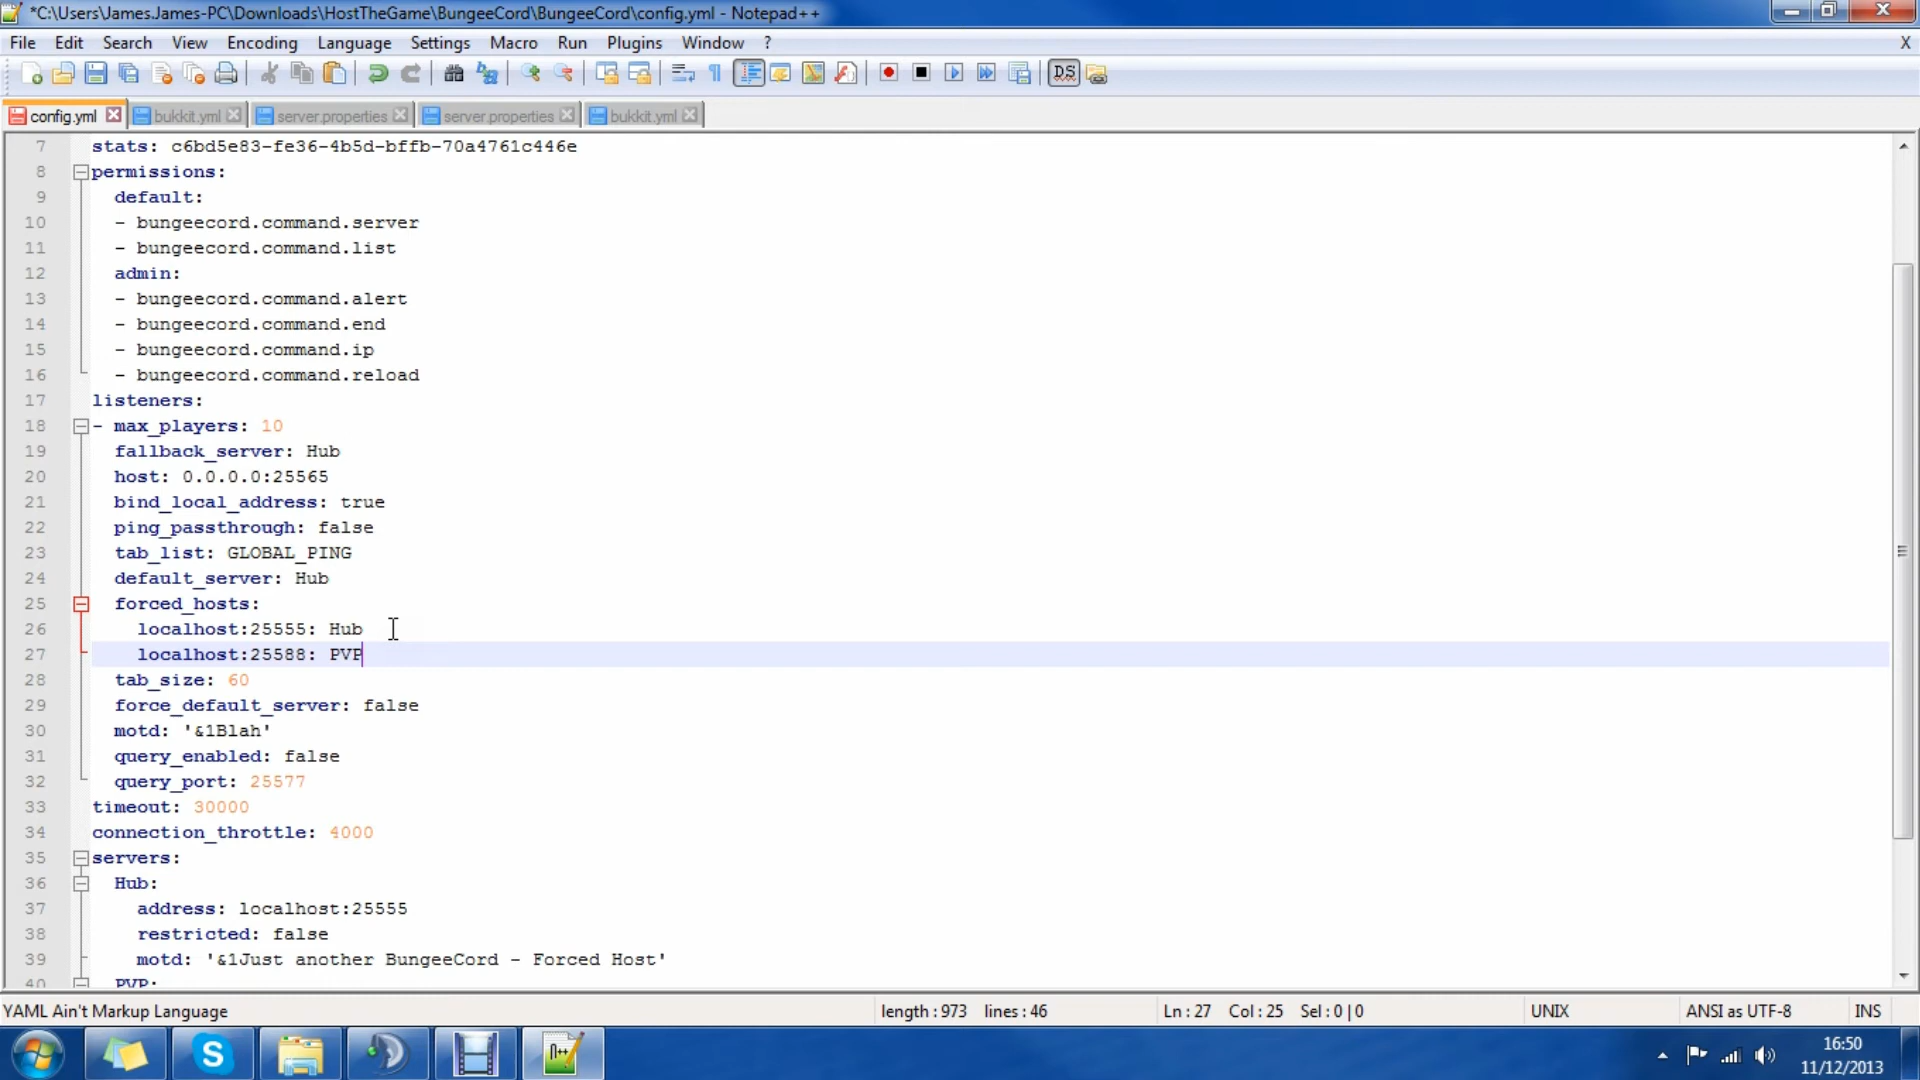 *C:\Users\James.James-PC\Downloads\HostTheGame\BungeeCord\BungeeCord\config.yml - Notepad++
File Edit Search View Encoding Language Settings Macro Run Plugins Window ? X
config.yml bukkit.yml server.properties server.properties bukkit.yml
7 stats: c6bd5e83-fe36-4b5d-bffb-70a4761c446e
8 permissions:
9 default:
10 - bungeecord.command.server
11 - bungeecord.command.list
12 admin:
13 - bungeecord.command.alert
14 - bungeecord.command.end
15 - bungeecord.command.ip
16 - bungeecord.command.reload
17 listeners:
18 - max_players: 10
19 fallback_server: Hub
20 host: 0.0.0.0:25565
21 bind_local_address: true
22 ping_passthrough: false
23 tab_list: GLOBAL_PING
24 default_server: Hub
25 forced_hosts:
26 localhost:25555: Hub
27 localhost:25588: PVP
28 tab_size: 60
29 force_default_server: false
30 motd: '&1Blah'
31 query_enabled: false
32 query_port: 25577
33 timeout: 30000
34 connection_throttle: 4000
35 servers:
36 Hub:
37 address: localhost:25555
38 restricted: false
39 motd: '&1Just another BungeeCord - Forced Host'
40 PVP:
YAML Ain't Markup Language length : 973 lines : 46 Ln : 27 Col : 25 Sel : 0 | 0 UNIX ANSI as UTF-8 INS
16:50
11/12/2013